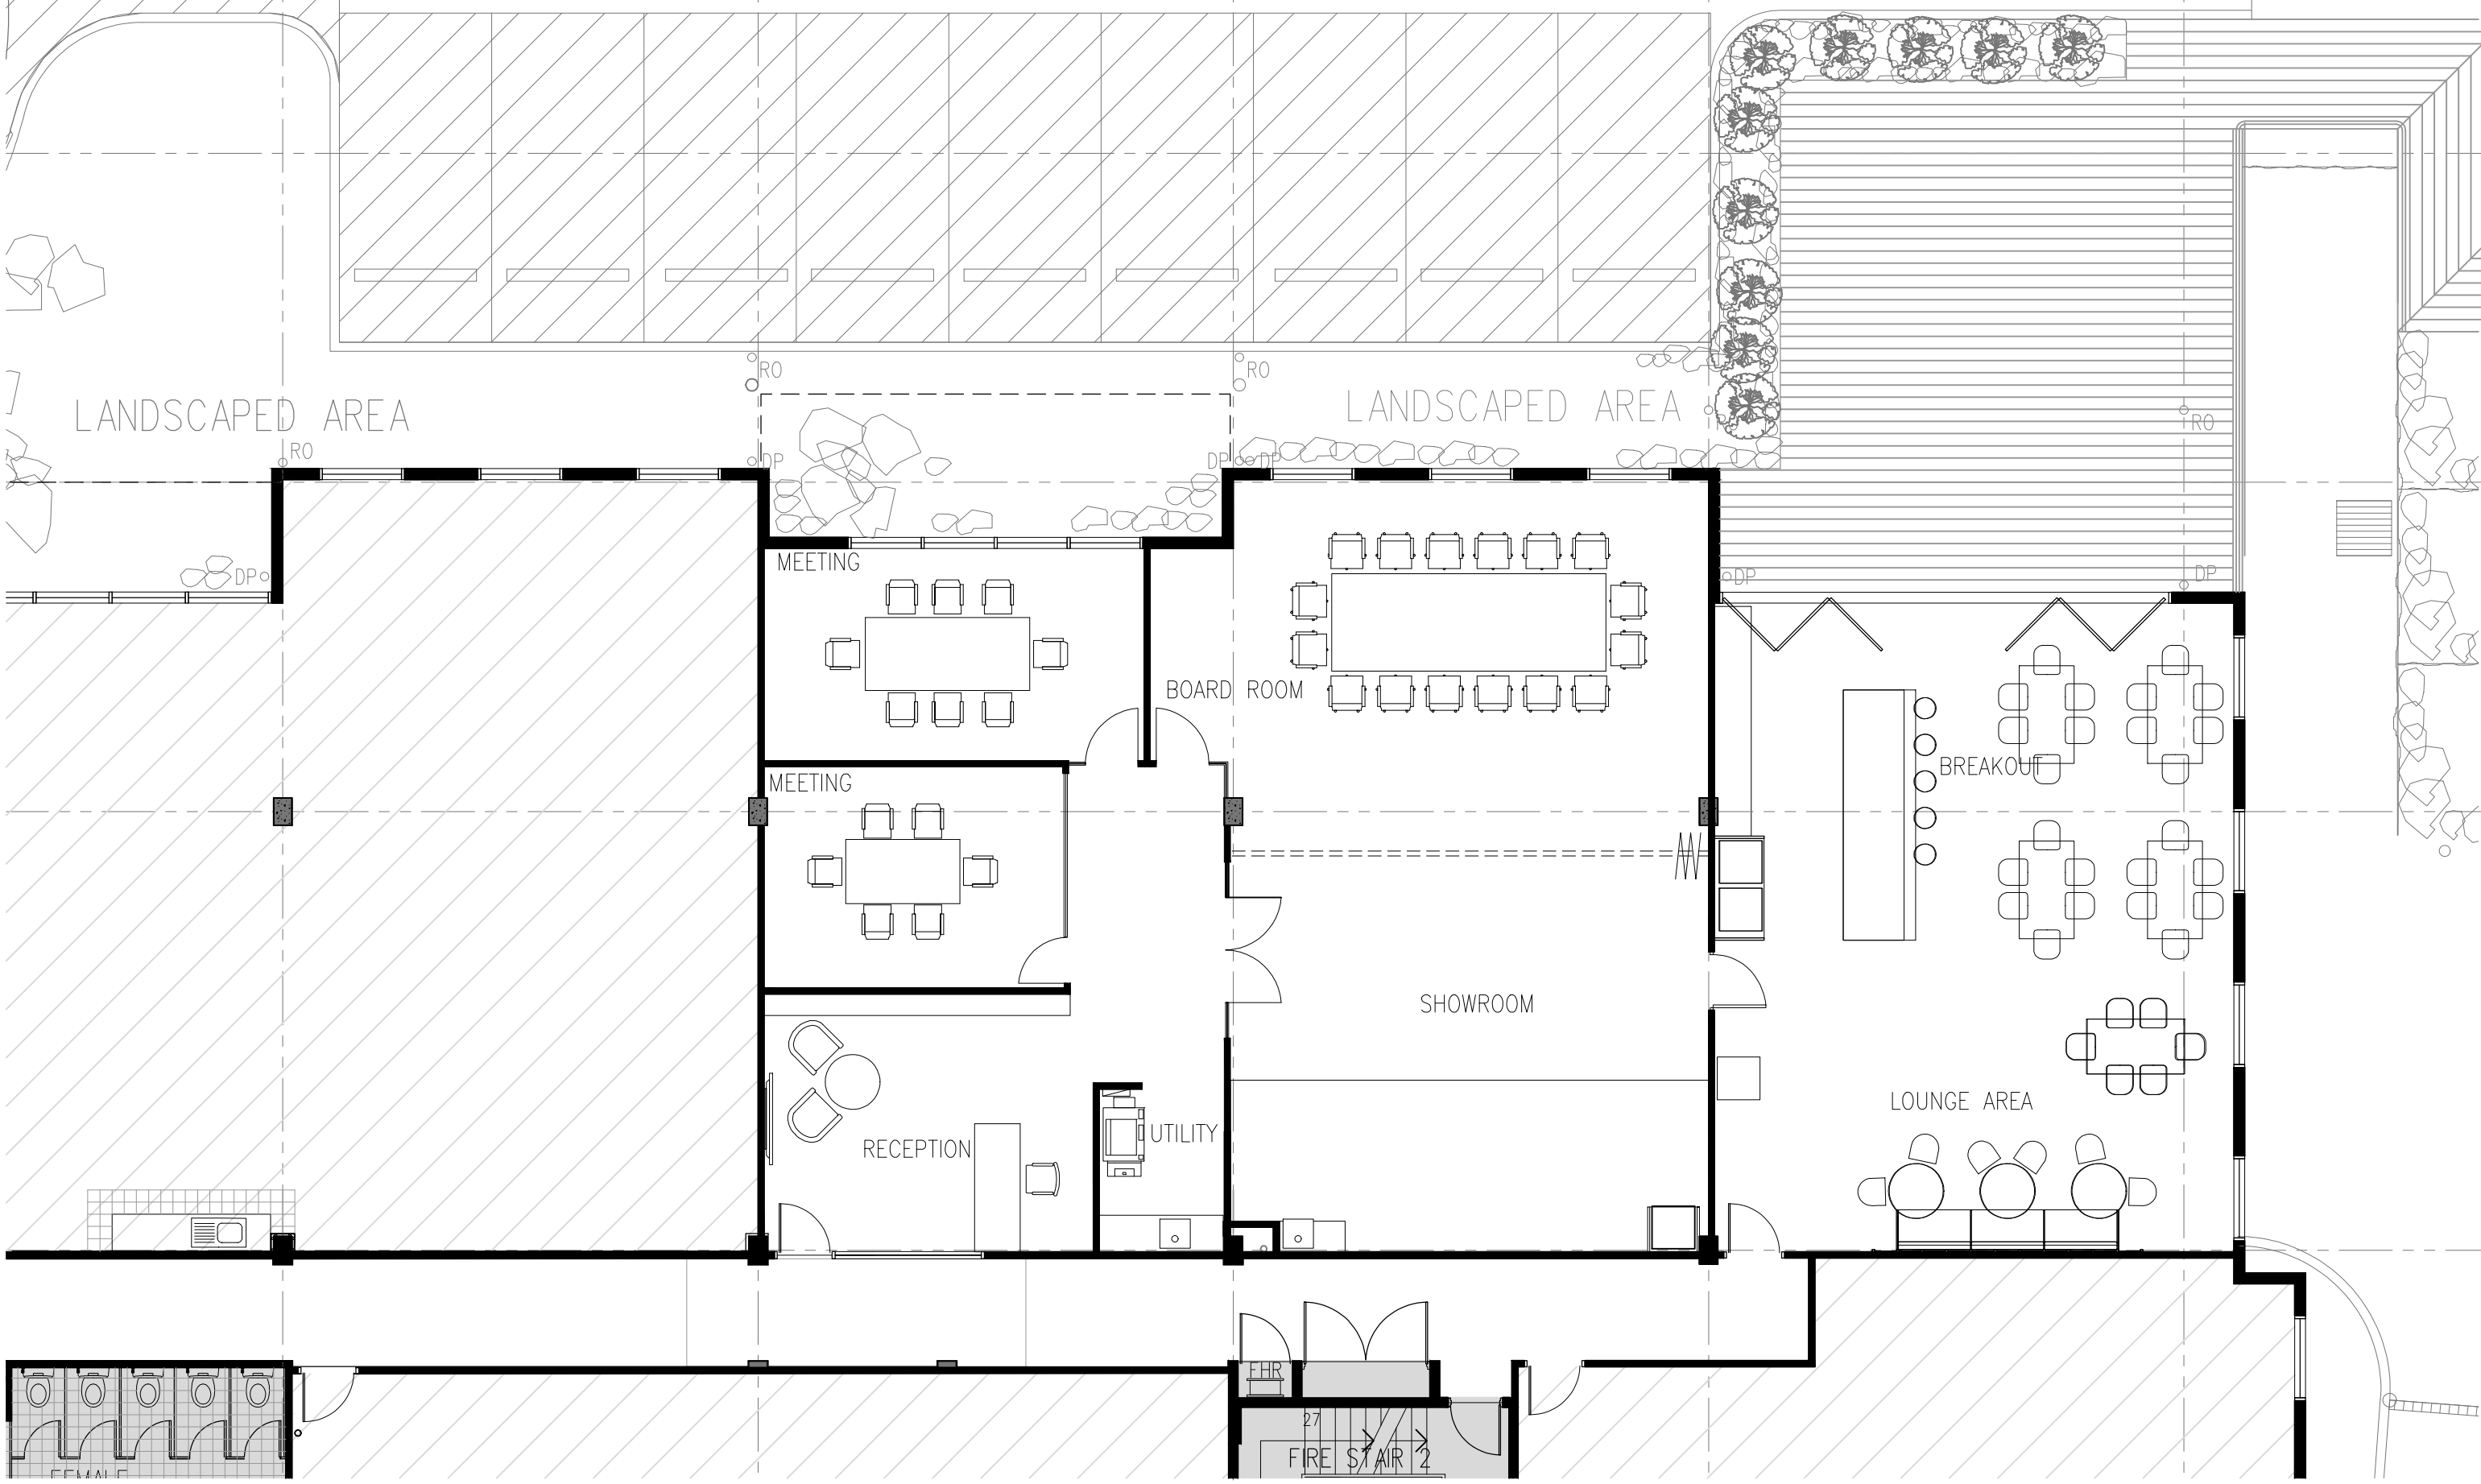 RO
RO
LANDSCAPED AREA
LANDSCAPED AREA
RO
RO
DP
DP
DP
MEETING
DP
DP
DP
BOARD ROOM
BREAKOUT
MEETING
SHOWROOM
LOUNGE AREA
UTILITY
RECEPTION
FHR
27
FIRE STAIR 2
FEMALE